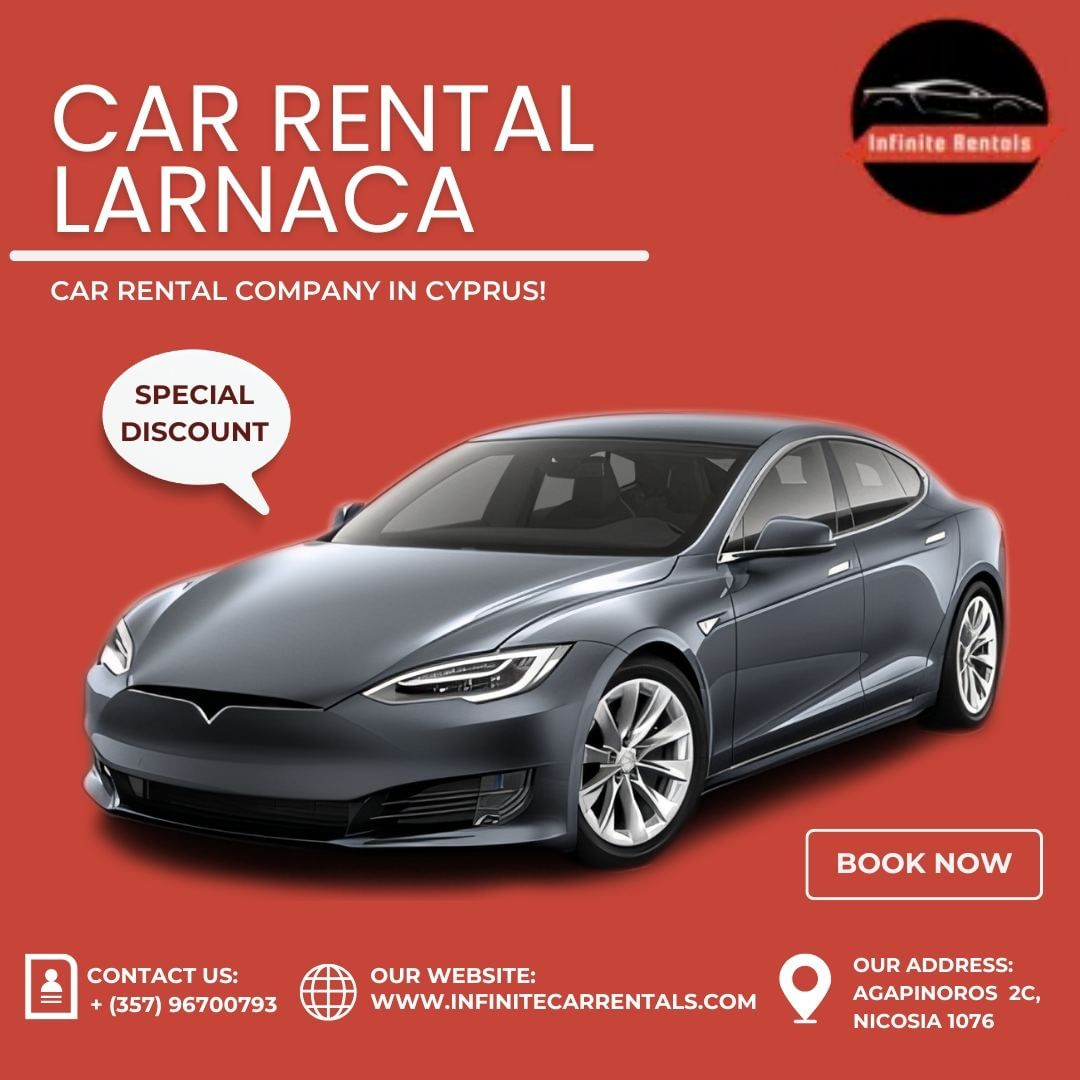 CAR RENTAL
LARNACA
Infinite Rentals
CAR RENTAL COMPANY IN CYPRUS!
SPECIAL
DISCOUNT
BOOK NOW
CONTACT US:
+ (357) 96700793
OUR WEBSITE:
WWW.INFINITECARRENTALS.COM
OUR ADDRESS:
AGAPINOROS 2C,
NICOSIA 1076